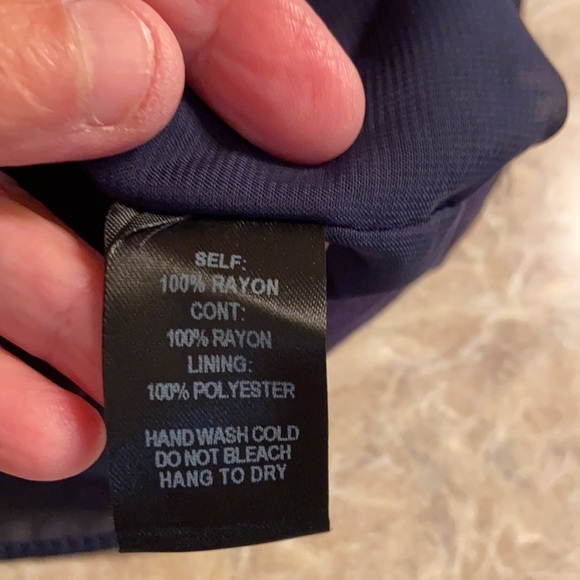 SELF:
100% RAYON
CONT:
100% RAYON
LINING:
100% POLYESTER
HAND WASH COLD
DO NOT BLEACH
HANG TO DRY